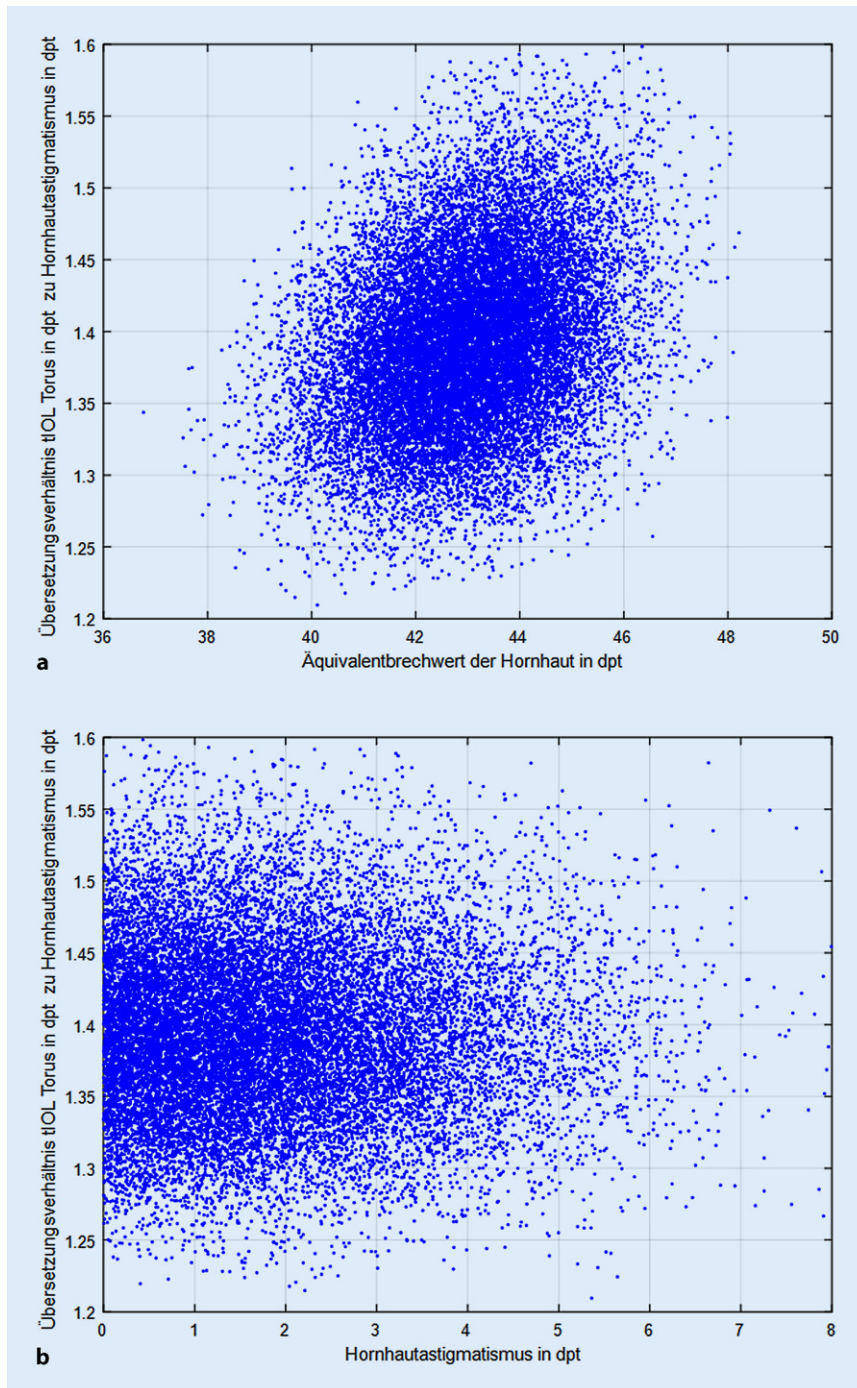 Übersetzungsverhältnis tIOL Torus in dpt  zu Hornhautastigmatismus in dpt
1.6
1.55
1.5
1.45
1.4
1.35
1.3
1.25
1.2
36 38 40 42 44 46 48 50
Äquivalentbrechwert der Hornhaut in dpt
a
Übersetzungsverhältnis tIOL Torus in dpt  zu Hornhautastigmatismus in dpt
1.6
1.55
1.5
1.45
1.4
1.35
1.3
1.25
1.2
0 1 2 3 4 5 6 7 8
Hornhautastigmatismus in dpt
b